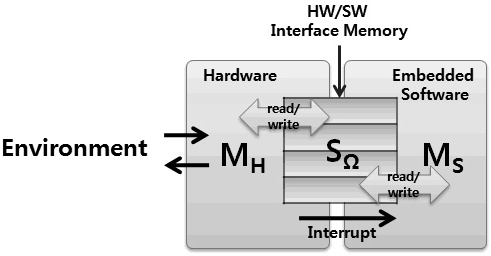 HW/SW
Interface Memory
Hardware
Embedded
Software
read/
write
Environment
MH
SΩ
MS
read/
write
Interrupt